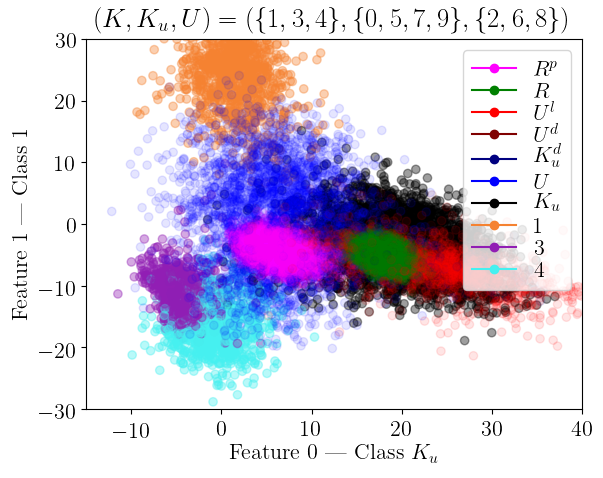 (K, K_u, U) = ({1, 3, 4}, {0, 5, 7, 9}, {2, 6, 8})
30
20
10
0
−10
−20
−30
Feature 1 — Class 1
R^p
R
U^l
U^d
K_u^d
U
K_u
1
3
4
−10 0 10 20 30 40
Feature 0 — Class K_u